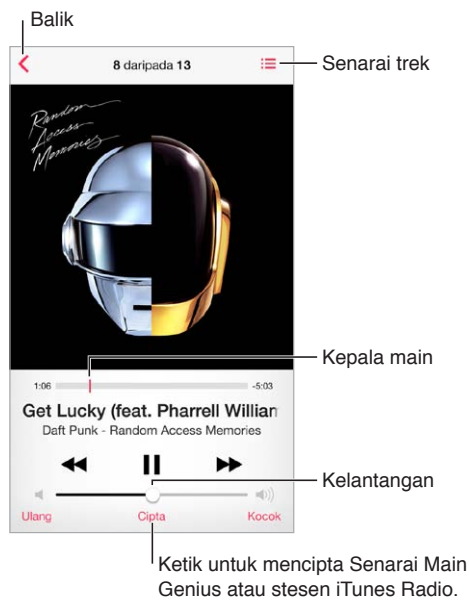 Balik
8 daripada 13
Senarai trek
Random
Access
Memories
Kepala main
1:06
-5:03
Get Lucky (feat. Pharrell Willian
Daft Punk - Random Access Memories
Kelantangan
Ulang
Cipta
Kocok
Ketik untuk mencipta Senarai Main
Genius atau stesen iTunes Radio.